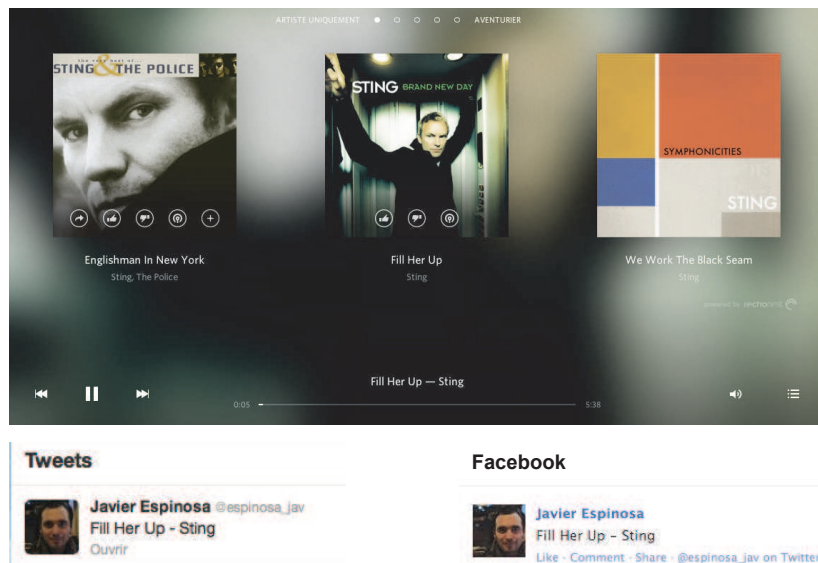 ARTISTE UNIQUEMENT AVENTURIER
the very best of...
STING & THE POLICE
STING BRAND NEW DAY
SYMPHONICITIES
STING
Englishman In New York
Sting, The Police
Fill Her Up
Sting
We Work The Black Seam
Sting
powered by the echonest
Fill Her Up — Sting
0:05 5:38
Tweets
Javier Espinosa @espinosa_jav
Fill Her Up - Sting
Ouvrir
Facebook
Javier Espinosa
Fill Her Up – Sting
Like · Comment · Share · @espinosa_jav on Twitter